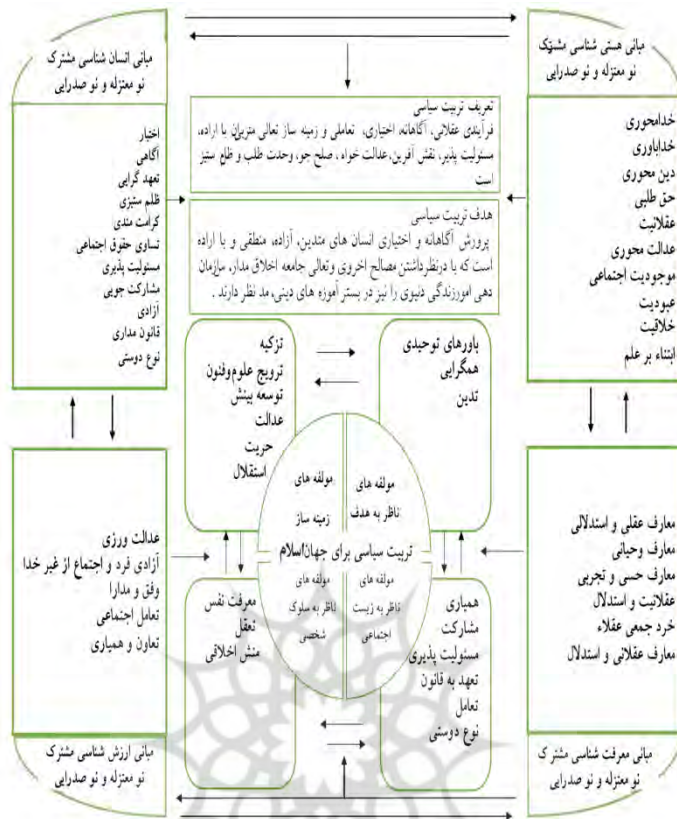 مبانی هستی شناسی مشترک
نو معتزله و نو صدرایی
خدامحوری
خداباوری
دین محوری
حق طلبی
عقلانیت
عدالت محوری
موجودیت اجتماعی
عبودیت
خلاقیت
ابتناء بر علم
مبانی انسان شناسی مشترک
نو معتزله و نو صدرایی
اختیار
آگاهی
تعهد گرایی
ظلم ستیزی
کرامت مندی
تساوی حقوق اجتماعی
مسئولیت پذیری
مشارکت جویی
آزادی
قانون مداری
نوع دوستی
تعریف تربیت سیاسی
فرآیندی عقلانی، آگاهانه، اختیاری، تعاملی و زمینه ساز تعالی متربیان با اراده،
مسئولیت پذیر، نقش آفرین، عدالت خواه، صلح جو، وحدت طلب و ظلم ستیز
است
هدف تربیت سیاسی
پرورش آگاهانه و اختیاری انسان های متدین، آزاده، منطقی و با اراده
است که با درنظرداشتن مصالح اخروی وتعالی جامعه اخلاق مدار، سازمان
دهی امورزندگی دنیوی را نیز در بستر آموزه های دینی، مد نظر دارند .
باورهای توحیدی
همگرایی
تدین
تزکیه
ترویج علوم وفنون
توسعه بینش
عدالت
حریت
استقلال
مولفه های
ناظر به هدف
مولفه های
زمینه ساز
تربیت سیاسی برای جهان اسلام
مولفه های
ناظر به زیست
اجتماعی
مولفه های
ناظر به سلوک
شخصی
همیاری
مشارکت
مسئولیت پذیری
تعهد به قانون
تعامل
نوع دوستی
معرفت نفس
تعقل
منش اخلاقی
معارف عقلی و استدلالی
معارف وحیانی
معارف حسی و تجربی
عقلانیت و استدلال
خرد جمعی عقلاء
معارف عقلانی و استدلال
مبانی معرفت شناسی مشترک
نو معتزله و نو صدرایی
عدالت ورزی
آزادی فرد و اجتماع از غیر خدا
وفق و مدارا
تعامل اجتماعی
تعاون و همیاری
مبانی ارزش شناسی مشترک
نو معتزله و نو صدرایی